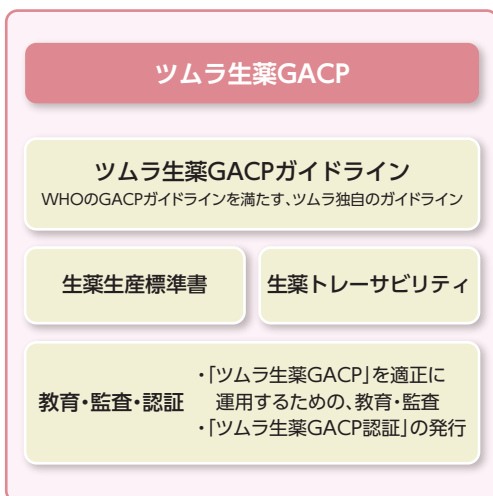 ツムラ生薬GACP
ツムラ生薬GACPガイドライン
WHOのGACPガイドラインを満たす、ツムラ独自のガイドライン
生薬生産標準書
生薬トレーサビリティ
教育・監査・認証
・「ツムラ生薬GACP」を適正に
運用するための、教育・監査
・「ツムラ生薬GACP認証」の発行